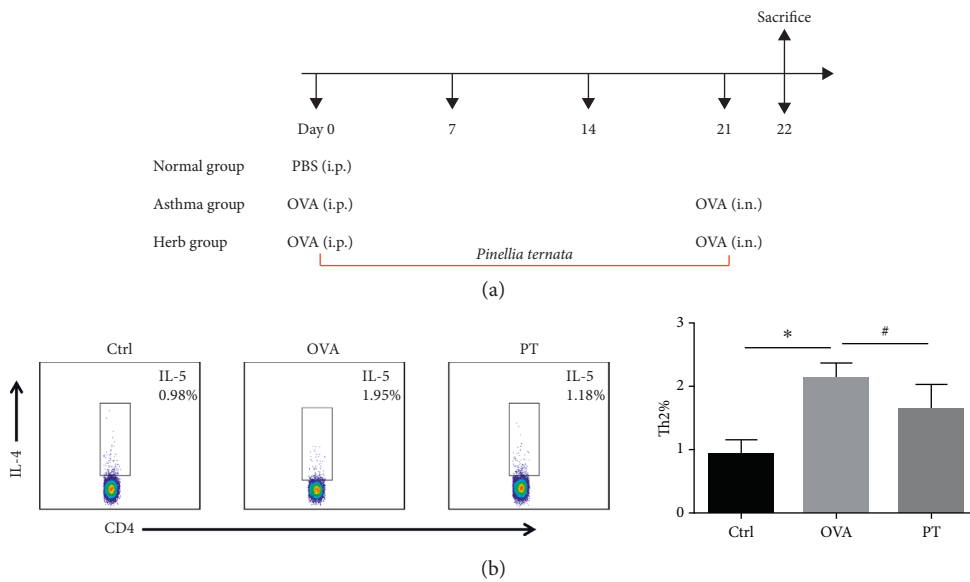 Sacrifice
Day 0 7 14 21 22
Normal group PBS (i.p.)
Asthma group OVA (i.p.) OVA (i.n.)
Herb group OVA (i.p.) OVA (i.n.)
Pinellia ternata
(a)
Ctrl OVA PT
IL-5 IL-5 IL-5
0.98% 1.95% 1.18%
IL-4
CD4
* #
3
2
1
0
Th2%
Ctrl OVA PT
(b)